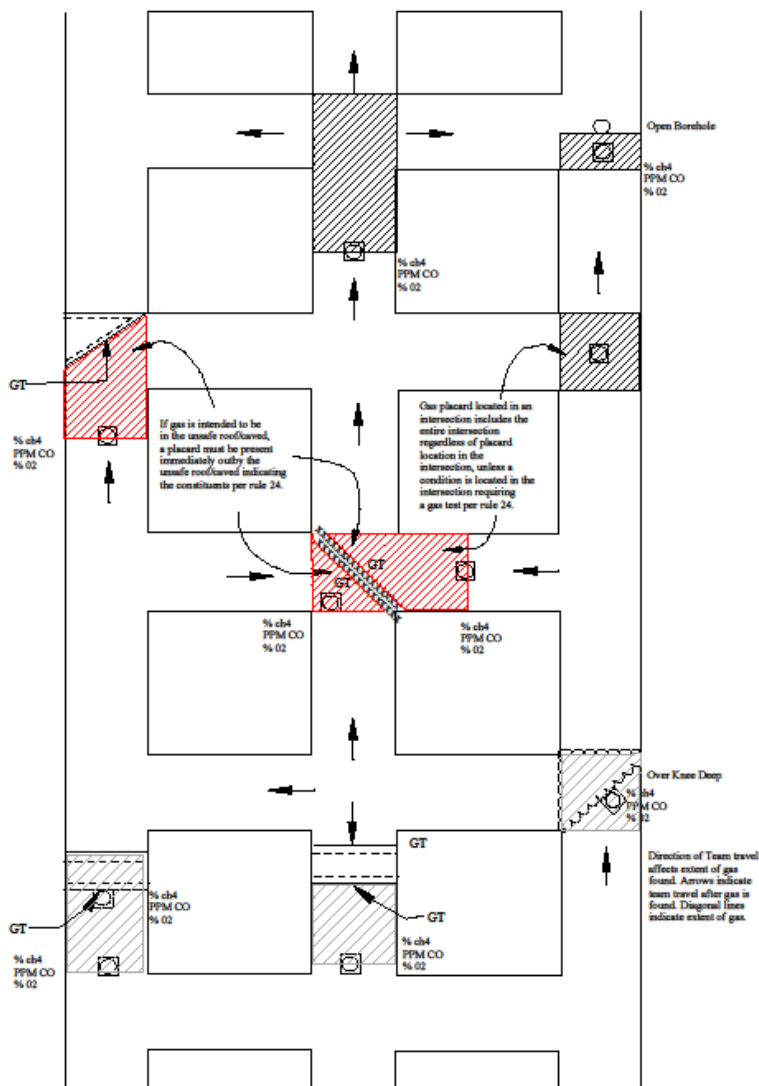 Open Borehole
% ch4
PPM CO
% 02
% ch4
PPM CO
% 02
GT
% ch4
PPM CO
% 02
If gas is intended to be
in the unsafe roof/caved,
a placard must be present
immediately outby the
unsafe roof/caved indicating
the constituents per rule 24.
Gas placard located in an
intersection includes the
entire intersection
regardless of placard
location in the
intersection, unless a
condition is located in the
intersection requiring
a gas test per rule 24.
GT
GT
% ch4
PPM CO
% 02
% ch4
PPM CO
% 02
Over Knee Deep
% ch4
PPM CO
% 02
Direction of Team travel
affects extent of gas
found. Arrows indicate
team travel after gas is
found. Diagonal lines
indicate extent of gas.
GT
GT
% ch4
PPM CO
% 02
GT
% ch4
PPM CO
% 02
% ch4
PPM CO
% 02